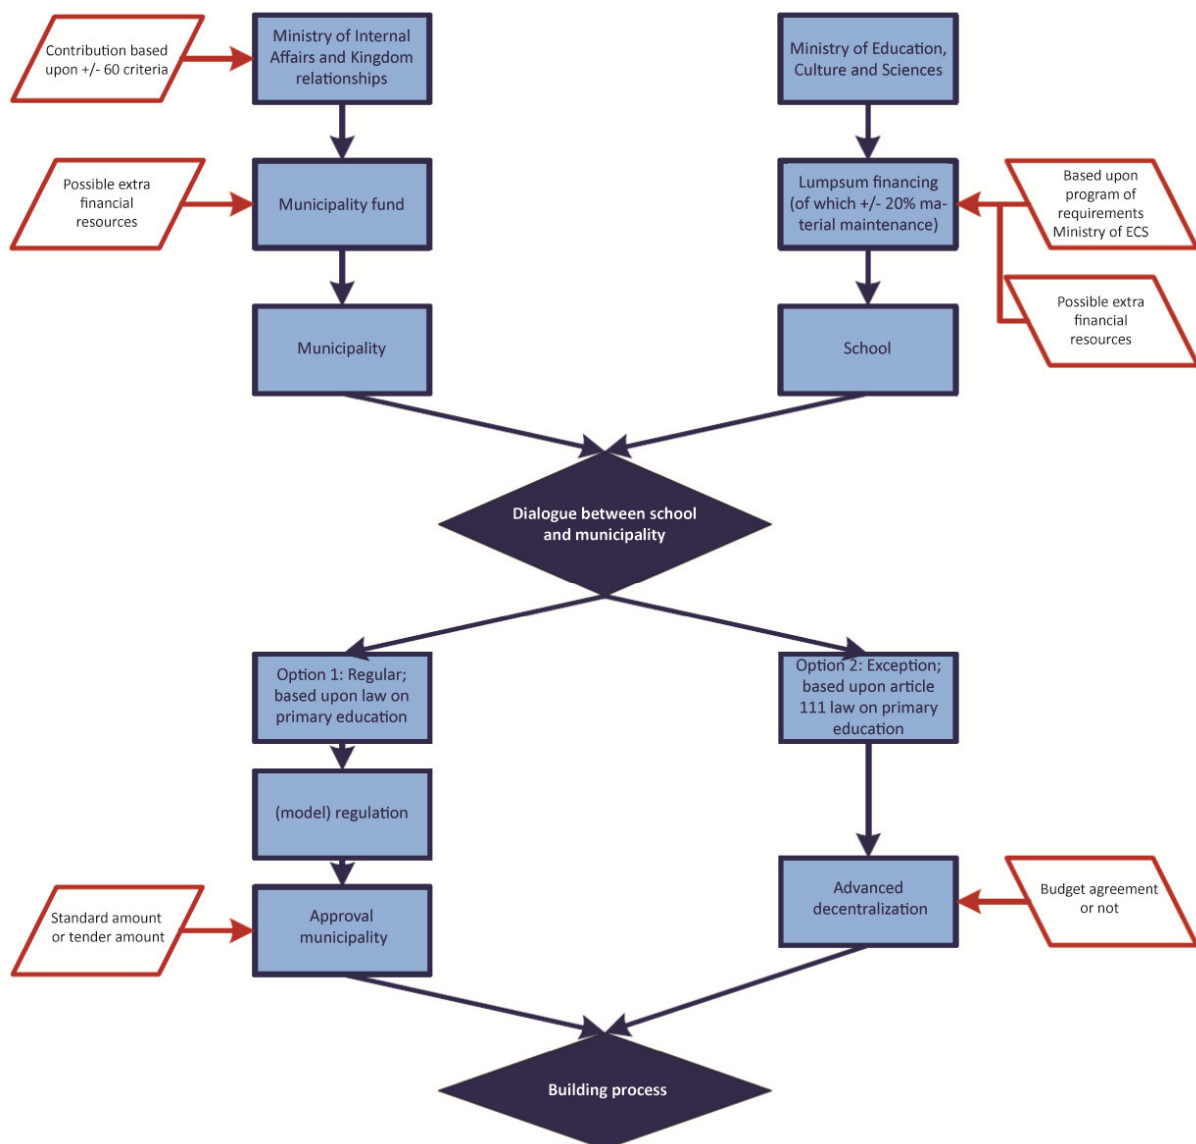 Contribution based
upon +/- 60 criteria
Ministry of Internal
Affairs and Kingdom
relationships
Ministry of Education,
Culture and Sciences
Possible extra
financial
resources
Municipality fund
Lumpsum financing
(of which +/- 20% ma-
terial maintenance)
Based upon
program of
requirements
Ministry of ECS
Municipality
School
Possible extra
financial
resources
Dialogue between school
and municipality
Option 1: Regular;
based upon law on
primary education
Option 2: Exception;
based upon article
111 law on primary
education
(model) regulation
Standard amount
or tender amount
Approval
municipality
Advanced
decentralization
Budget agreement
or not
Building process